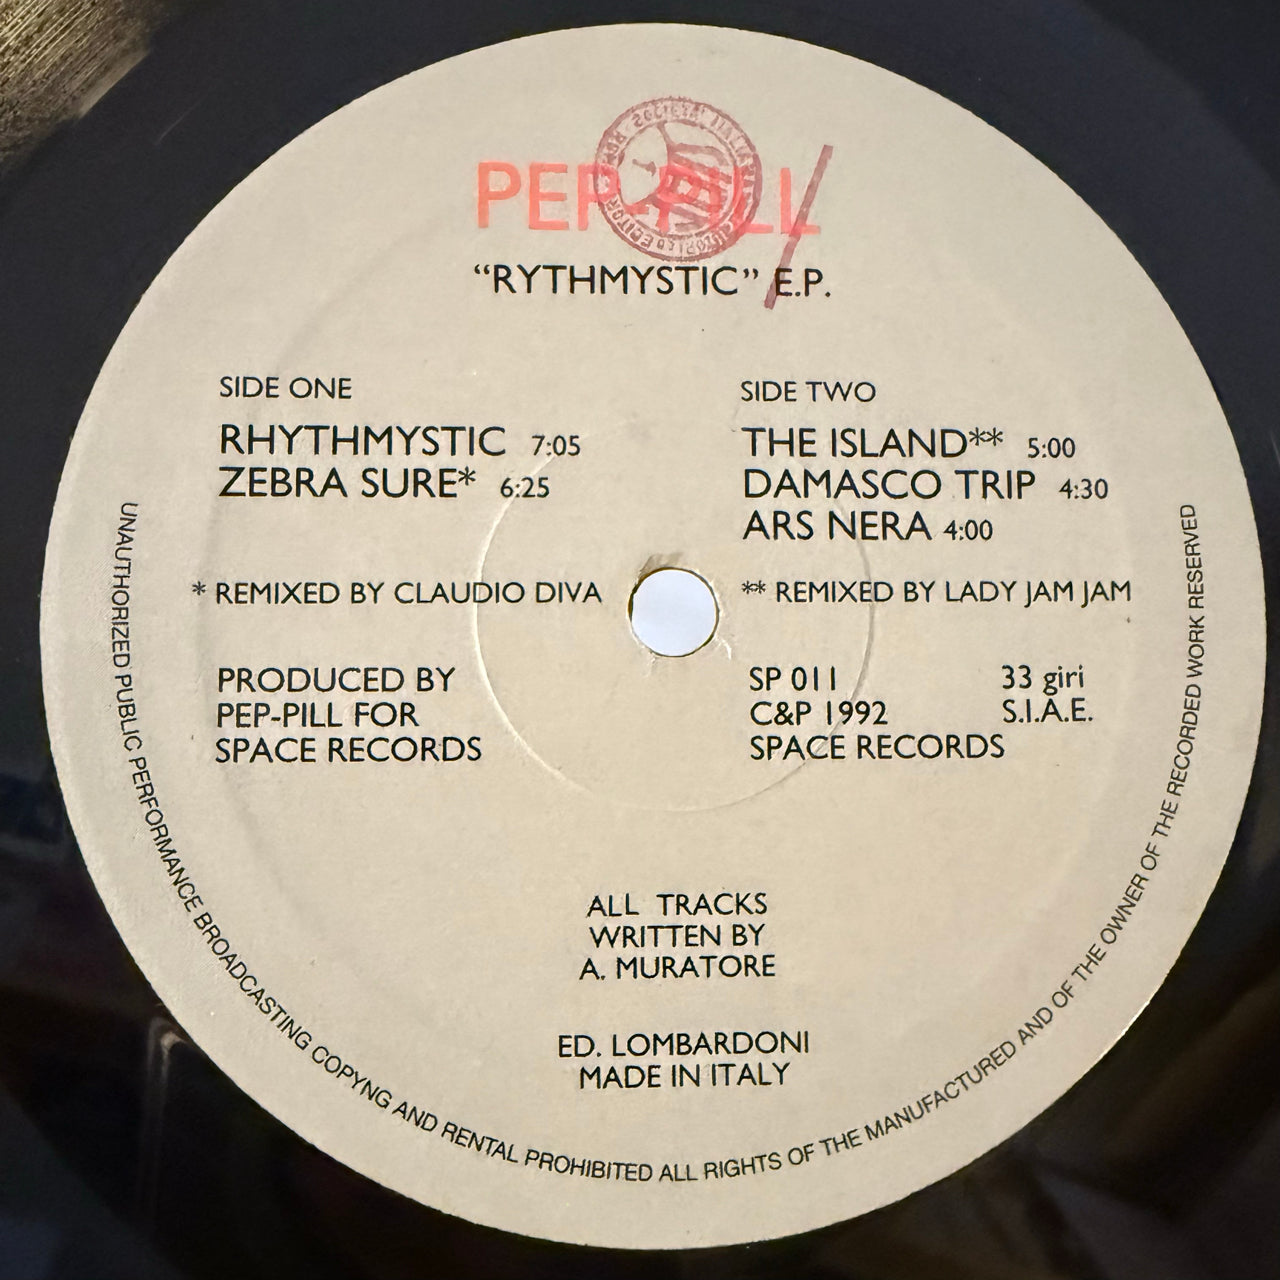 PEP-PILL
“RYTHMYSTIC” E.P.
SIDE ONE
RHYTHMYSTIC 7:05
ZEBRA SURE* 6:25
* REMIXED BY CLAUDIO DIVA
PRODUCED BY
PEP-PILL FOR
SPACE RECORDS
SIDE TWO
THE ISLAND** 5:00
DAMASCO TRIP 4:30
ARS NERA 4:00
** REMIXED BY LADY JAM JAM
SP 011 33 giri
C&P 1992 S.I.A.E.
SPACE RECORDS
ALL TRACKS
WRITTEN BY
A. MURATORE
ED. LOMBARDONI
MADE IN ITALY
UNAUTHORIZED PUBLIC PERFORMANCE BROADCASTING COPYNG AND RENTAL PROHIBITED ALL RIGHTS OF THE MANUFACTURED AND OF THE OWNER OF THE RECORDED WORK RESERVED